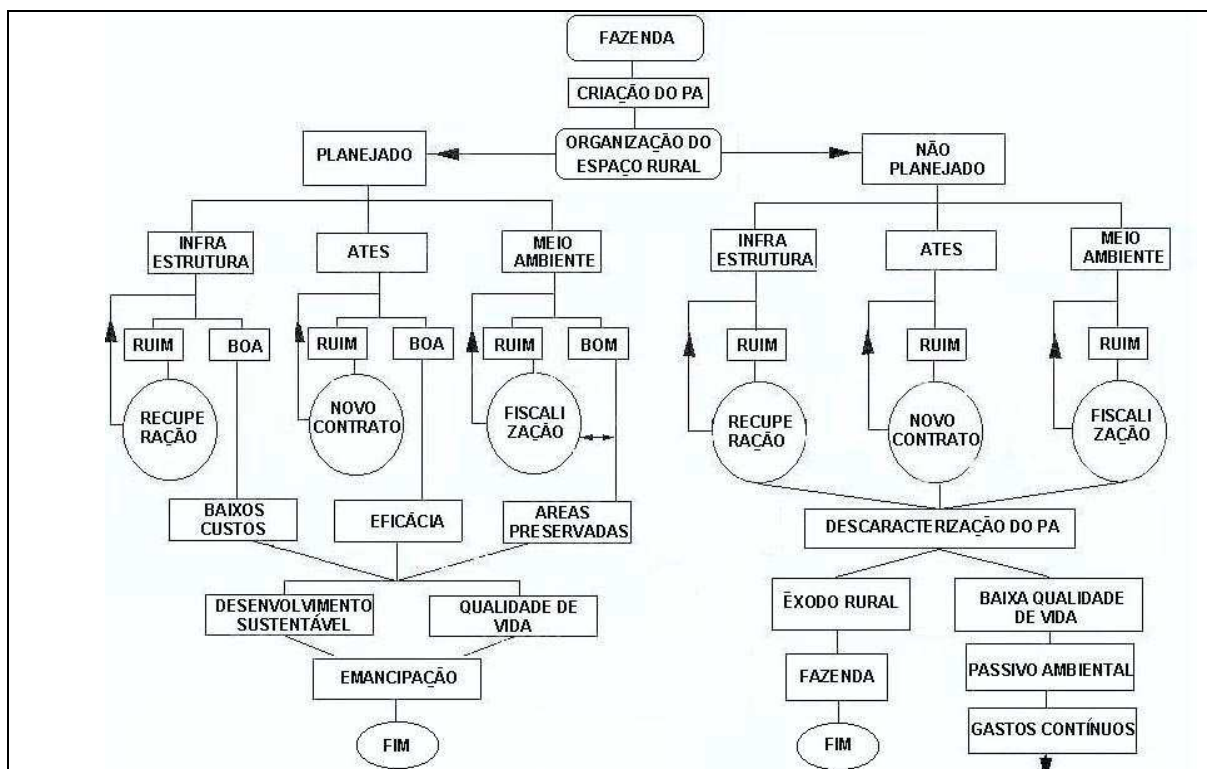 FAZENDA
CRIAÇÃO DO PA
ORGANIZAÇÃO DO
ESPAÇO RURAL
PLANEJADO
NÃO
PLANEJADO
INFRA
ESTRUTURA
ATES
MEIO
AMBIENTE
INFRA
ESTRUTURA
ATES
MEIO
AMBIENTE
RUIM
BOA
RUIM
BOA
RUIM
BOM
RUIM
RUIM
RUIM
RECUPE
RAÇÃO
NOVO
CONTRATO
FISCALI
ZAÇÃO
RECUPE
RAÇÃO
NOVO
CONTRATO
FISCALI
ZAÇÃO
BAIXOS
CUSTOS
EFICÁCIA
AREAS
PRESERVADAS
DESCARACTERIZAÇÃO DO PA
DESENVOLVIMENTO
SUSTENTÁVEL
QUALIDADE DE
VIDA
ÊXODO RURAL
BAIXA QUALIDADE
DE VIDA
EMANCIPAÇÃO
FAZENDA
PASSIVO AMBIENTAL
FIM
FIM
GASTOS CONTÍNUOS